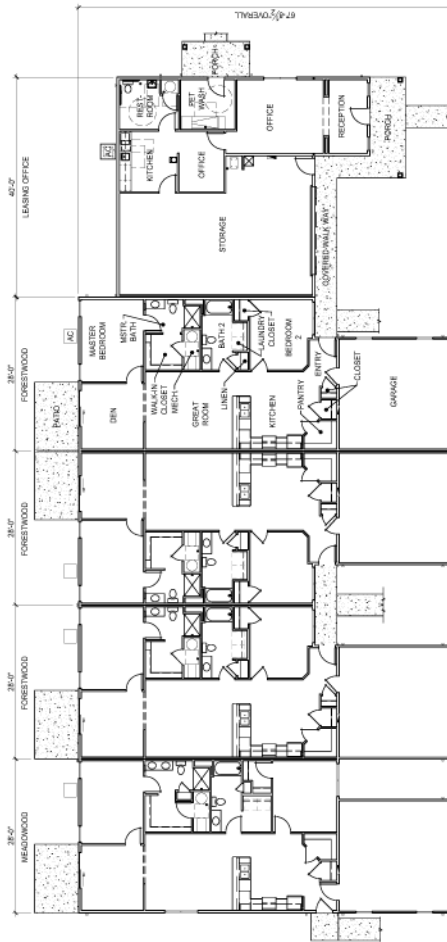 28'-0"
28'-0"
28'-0"
28'-0"
40'-0"
MEADOWOOD
FORESTWOOD
FORESTWOOD
FORESTWOOD
LEASING OFFICE
67'-8½" OVERALL
PATIO
AC
AC
DEN
MASTER
BEDROOM
MSTR.
BATH
WALK-IN
CLOSET
MECH.
GREAT
ROOM
BATH 2
LINEN
LAUNDRY
CLOSET
KITCHEN
BEDROOM
2
PANTRY
ENTRY
CLOSET
GARAGE
STORAGE
KITCHEN
REST
ROOM
OFFICE
PET
WASH
PORCH
OFFICE
RECEPTION
PORCH
COVERED WALK WAY